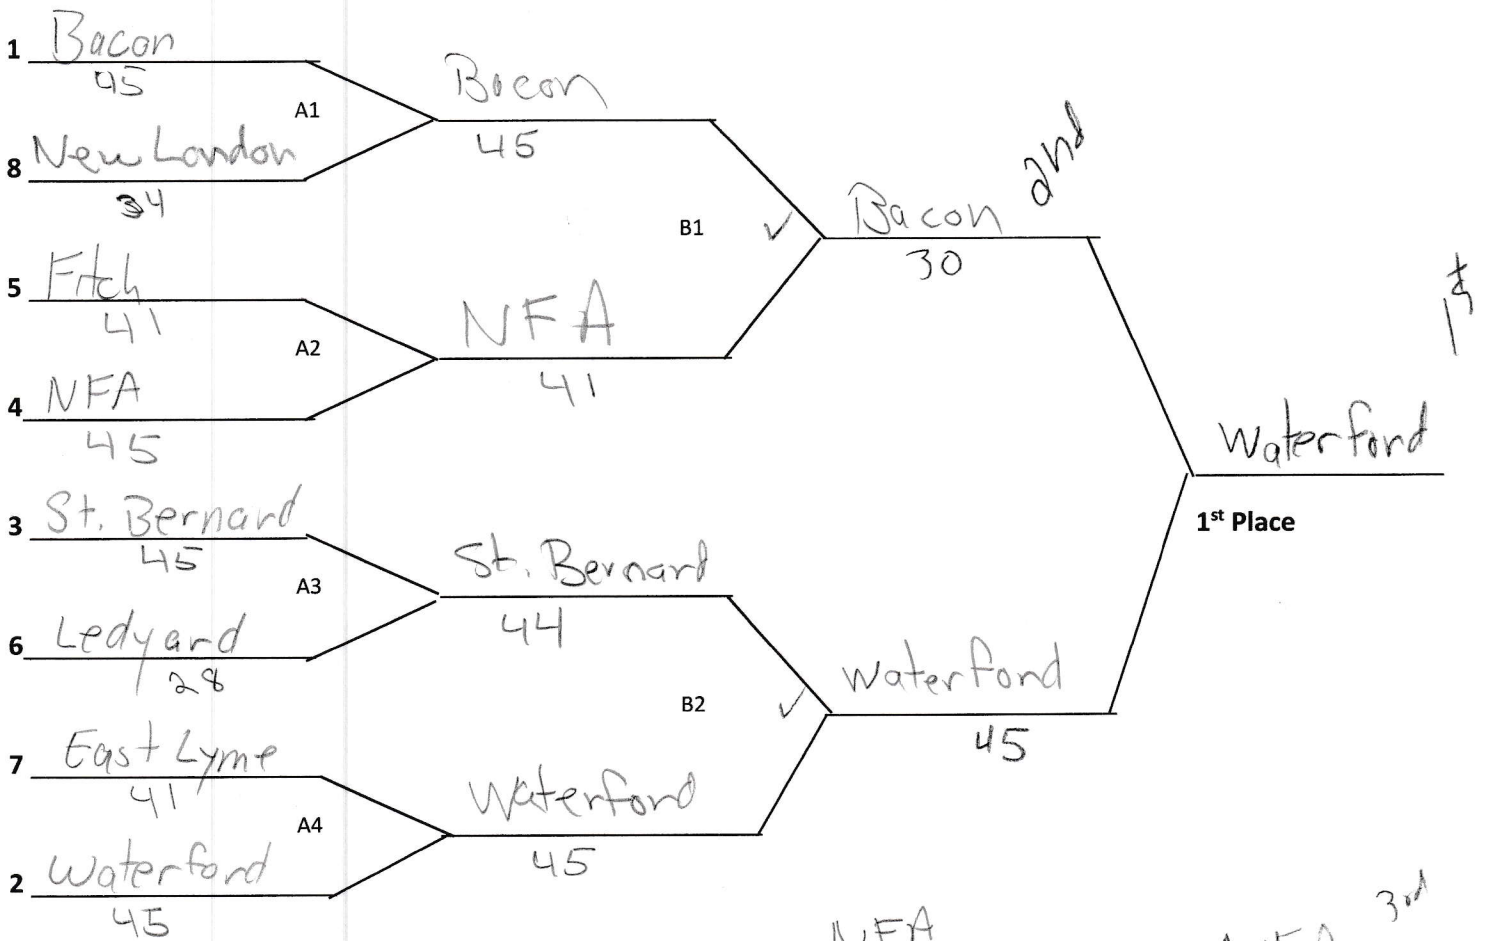 1 Bacon
45
A1
8 New London
34
5 Fitch
41
A2
4 NFA
45
3 St. Bernard
45
A3
6 Ledyard
28
7 East Lyme
41
A4
2 Waterford
45
Bacon
45
B1 ✓
NFA
41
St. Bernard
44
B2 ✓
Waterford
45
Bacon 2nd
30
Waterford
45
1st
Waterford
1st Place
NFA
NFA 3rd